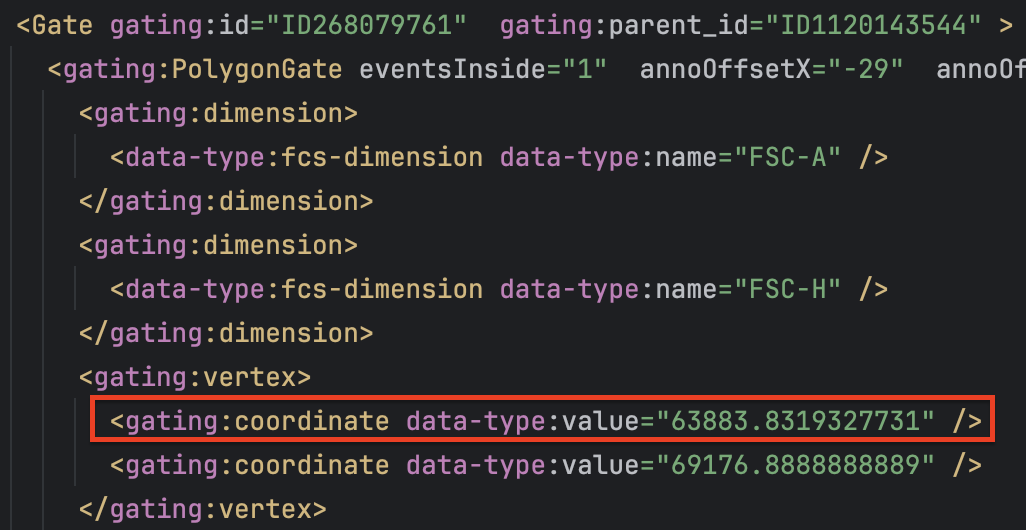 <Gate gating:id="ID268079761"  gating:parent_id="ID1120143544" >
<gating:PolygonGate eventsInside="1"  annoOffsetX="-29"  annoOf
<gating:dimension>
<data-type:fcs-dimension data-type:name="FSC-A" />
</gating:dimension>
<gating:dimension>
<data-type:fcs-dimension data-type:name="FSC-H" />
</gating:dimension>
<gating:vertex>
<gating:coordinate data-type:value="63883.8319327731" />
<gating:coordinate data-type:value="69176.8888888889" />
</gating:vertex>